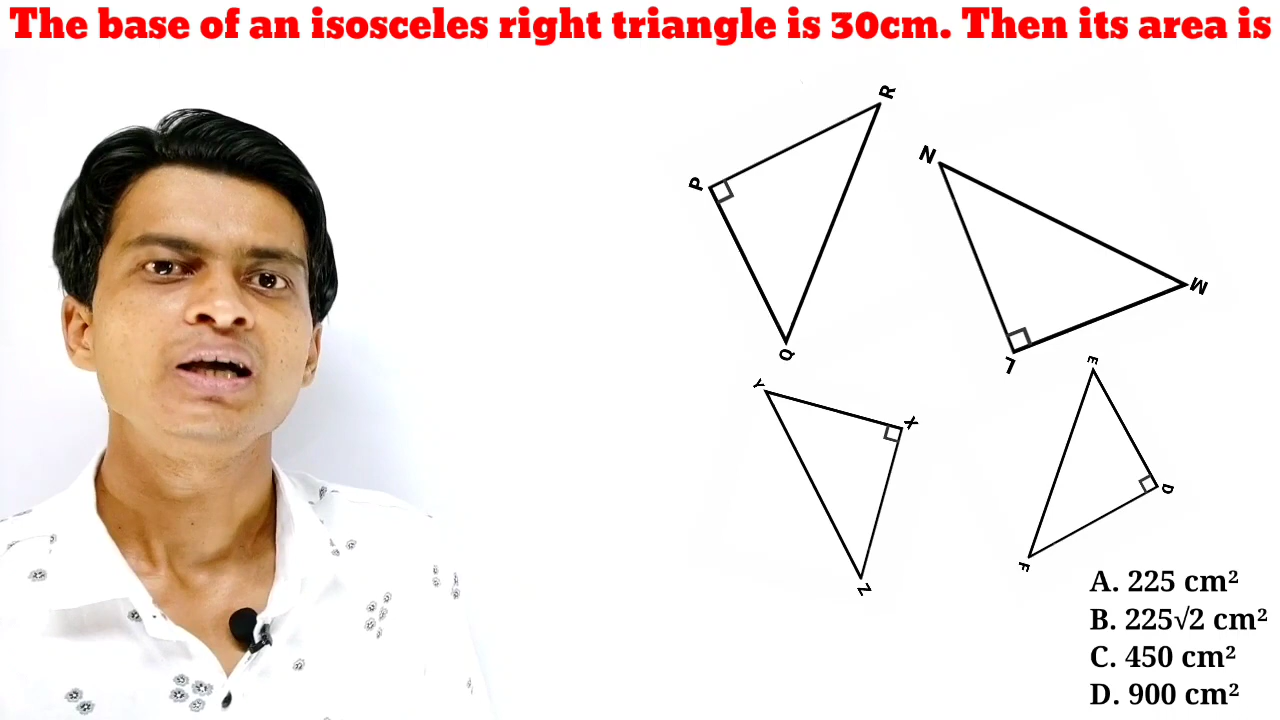 The base of an isosceles right triangle is 30cm. Then its area is
R
P
Q
N
M
L
Y
X
Z
E
D
F
A. 225 cm²
B. 225√2 cm²
C. 450 cm²
D. 900 cm²